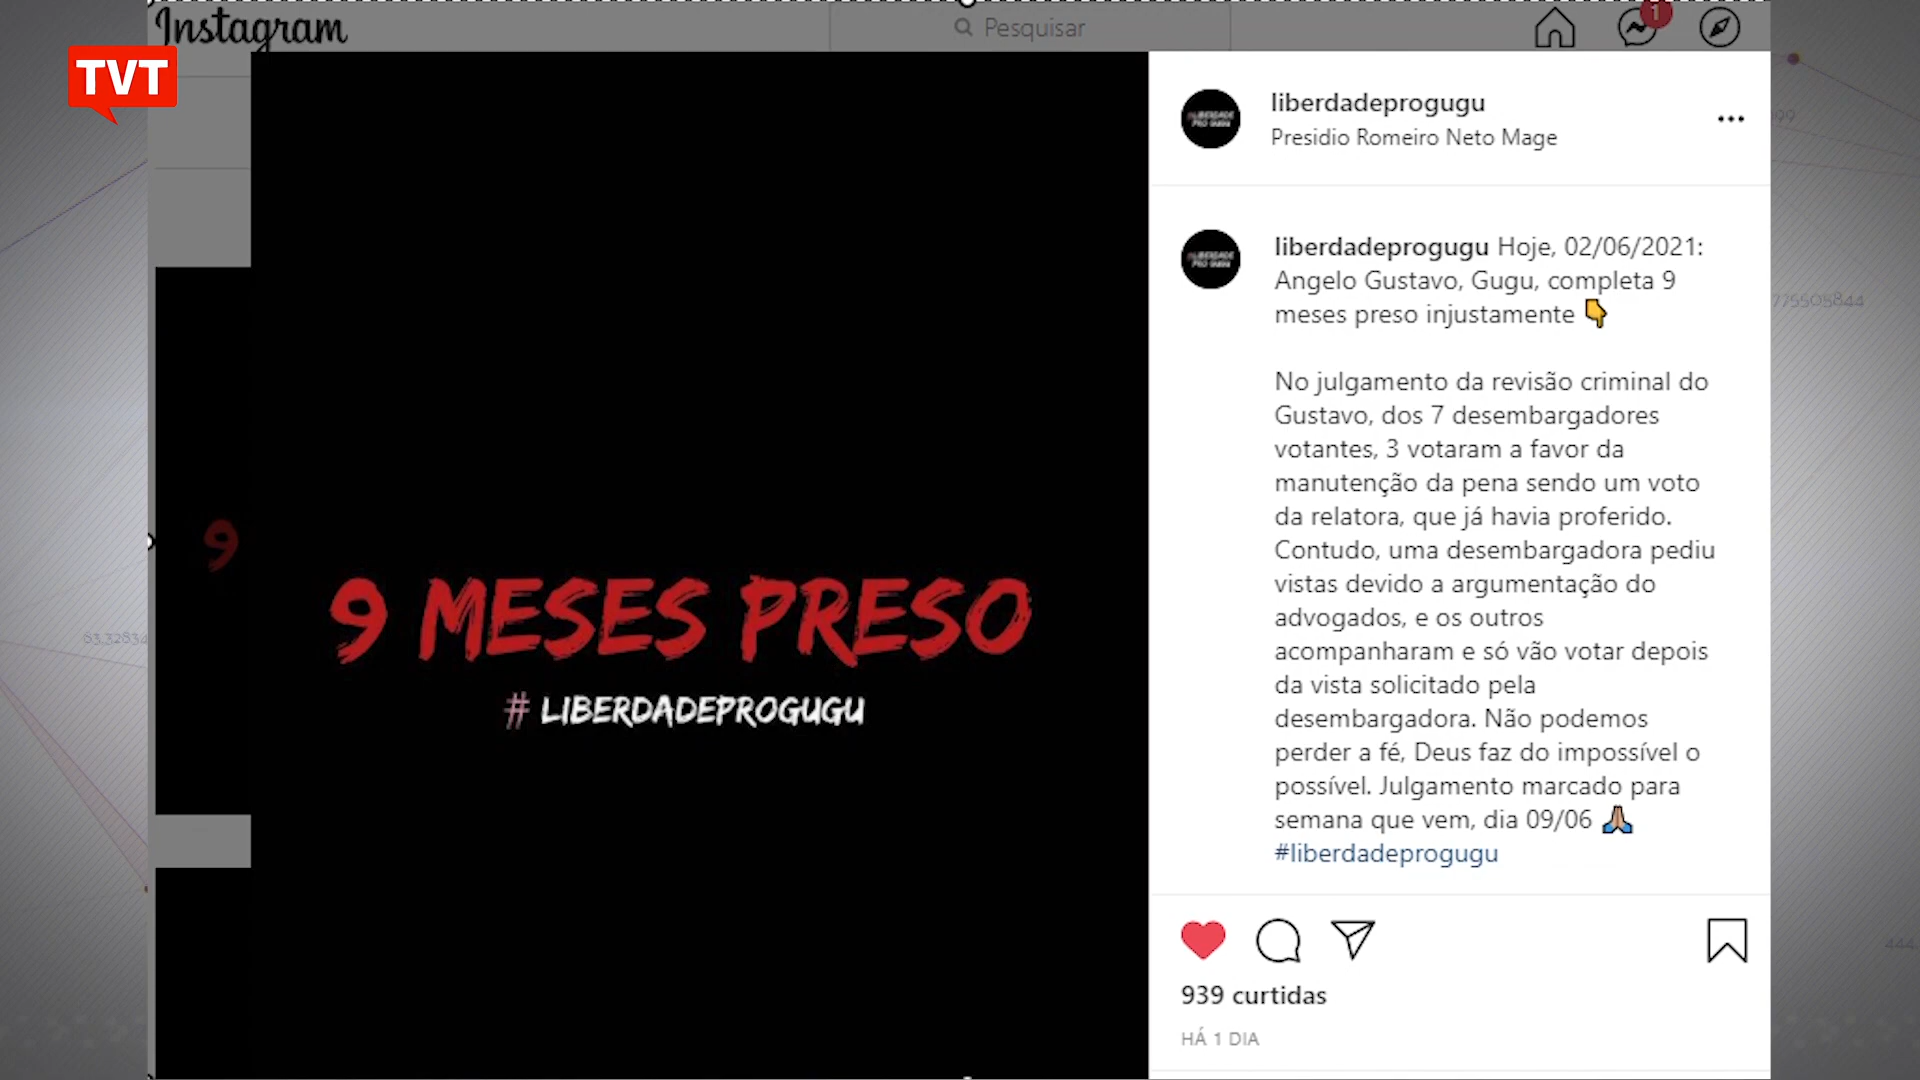 Instagram
Pesquisar
1
TVT
liberdadeprogugu
Presidio Romeiro Neto Mage
9
9 MESES PRESO
# LIBERDADEPROGUGU
liberdadeprogugu Hoje, 02/06/2021:
Angelo Gustavo, Gugu, completa 9
meses preso injustamente 👇
No julgamento da revisão criminal do
Gustavo, dos 7 desembargadores
votantes, 3 votaram a favor da
manutenção da pena sendo um voto
da relatora, que já havia proferido.
Contudo, uma desembargadora pediu
vistas devido a argumentação do
advogados, e os outros
acompanharam e só vão votar depois
da vista solicitado pela
desembargadora. Não podemos
perder a fé, Deus faz do impossível o
possível. Julgamento marcado para
semana que vem, dia 09/06 🙏🏽
#liberdadeprogugu
939 curtidas
HÁ 1 DIA
775505844
63,32834
444